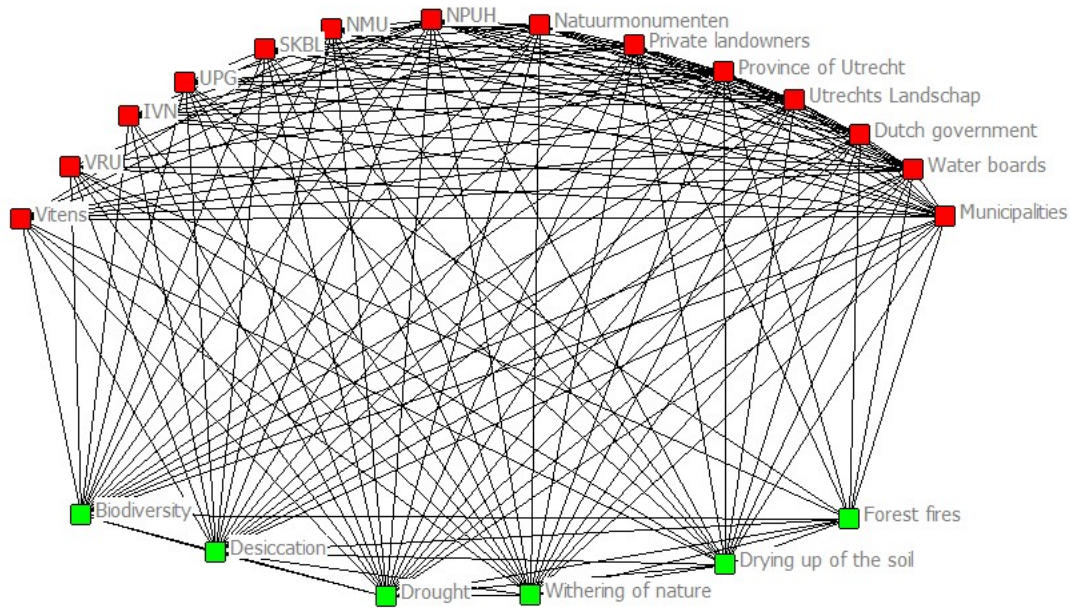 NPUH
NMU
Natuurmonumenten
SKBL
Private landowners
UPG
Province of Utrecht
Utrechts Landschap
IVN
Dutch government
VRU
Water boards
Vitens
Municipalities
Biodiversity
Forest fires
Desiccation
Drying up of the soil
Drought
Withering of nature